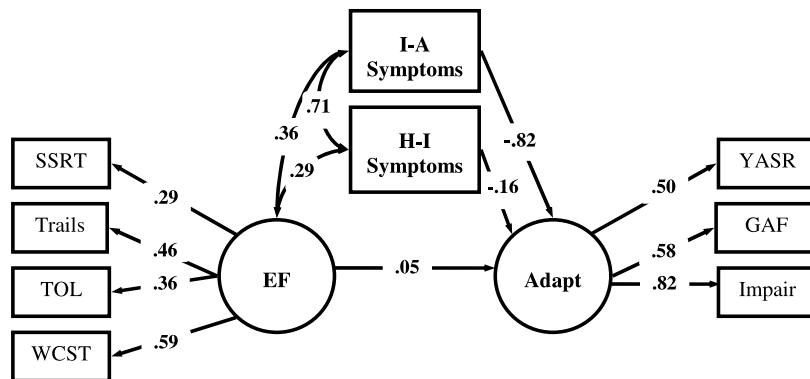 I-A
Symptoms
.71
.36
H-I
Symptoms
-.82
SSRT
YASR
.29
-.16
.29
.50
Trails
GAF
.46
.58
EF
.05
Adapt
TOL
.36
.82
Impair
.59
WCST